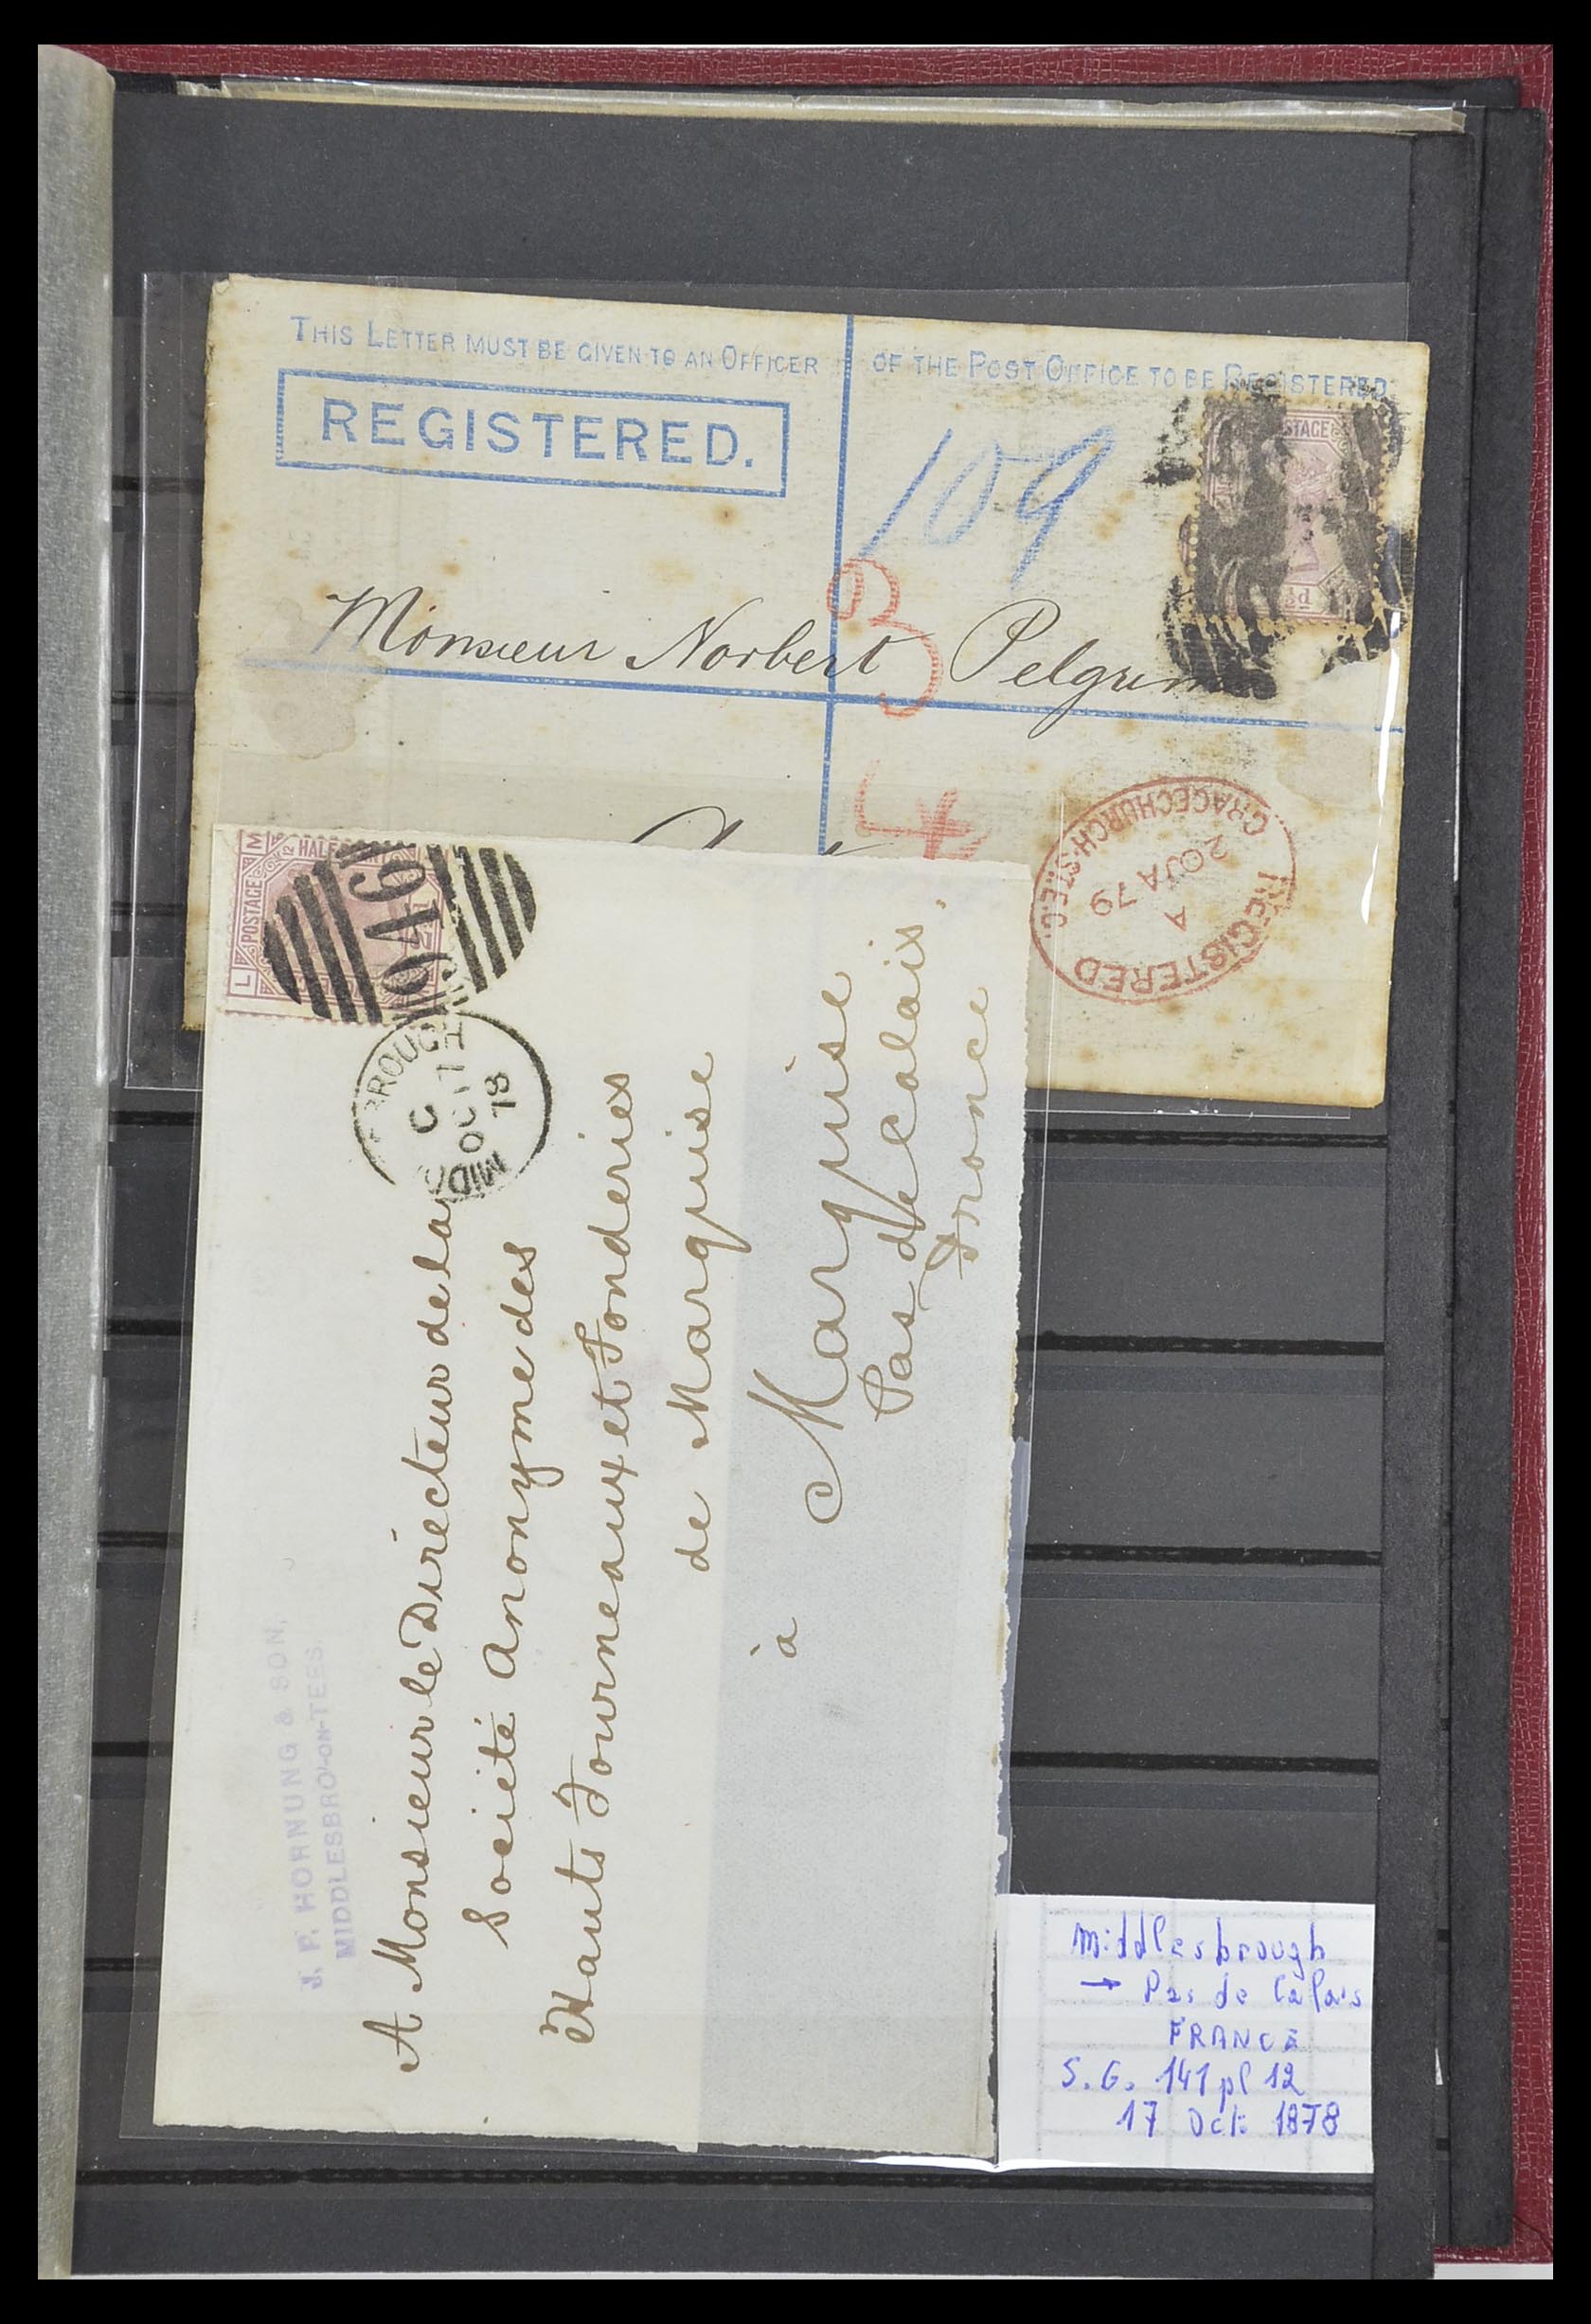 THIS LETTER MUST BE GIVEN TO AN OFFICER OF THE POST OFFICE TO BE REGISTERED.
REGISTERED.
109
STAGE
Monsieur Norbert
3
REGISTERED
A
20 JA 79
GRACECHURCH.ST.E.C.
M
HALF
POSTAGE
L
946
C
OC 17
78
J. F. HORNUNG & SON,
MIDDLESBRO'-ON-TEES.
A Monsieur le Directeur de la
Societé Anonyme des
Hauts Fourneaux et Fonderies
de Marquise
à Marquise
Pas de Calais.
France
Middlesbrough
→ Pas de Calais
FRANCE
S.G. 141 pl 12
17 Oct. 1878